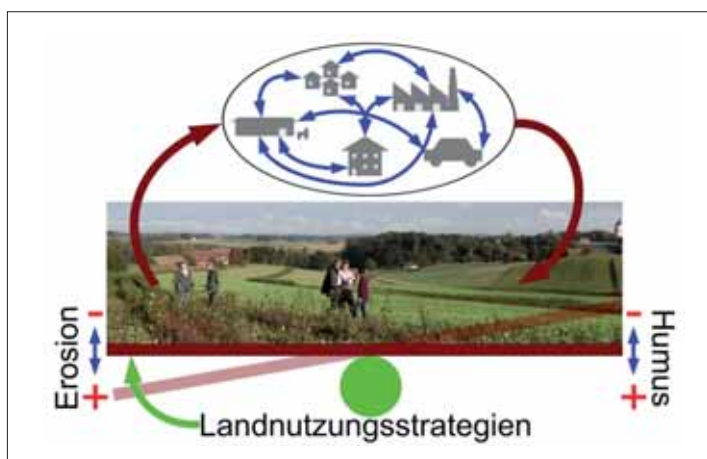 Erosion
-
+
Humus
-
+
Landnutzungsstrategien